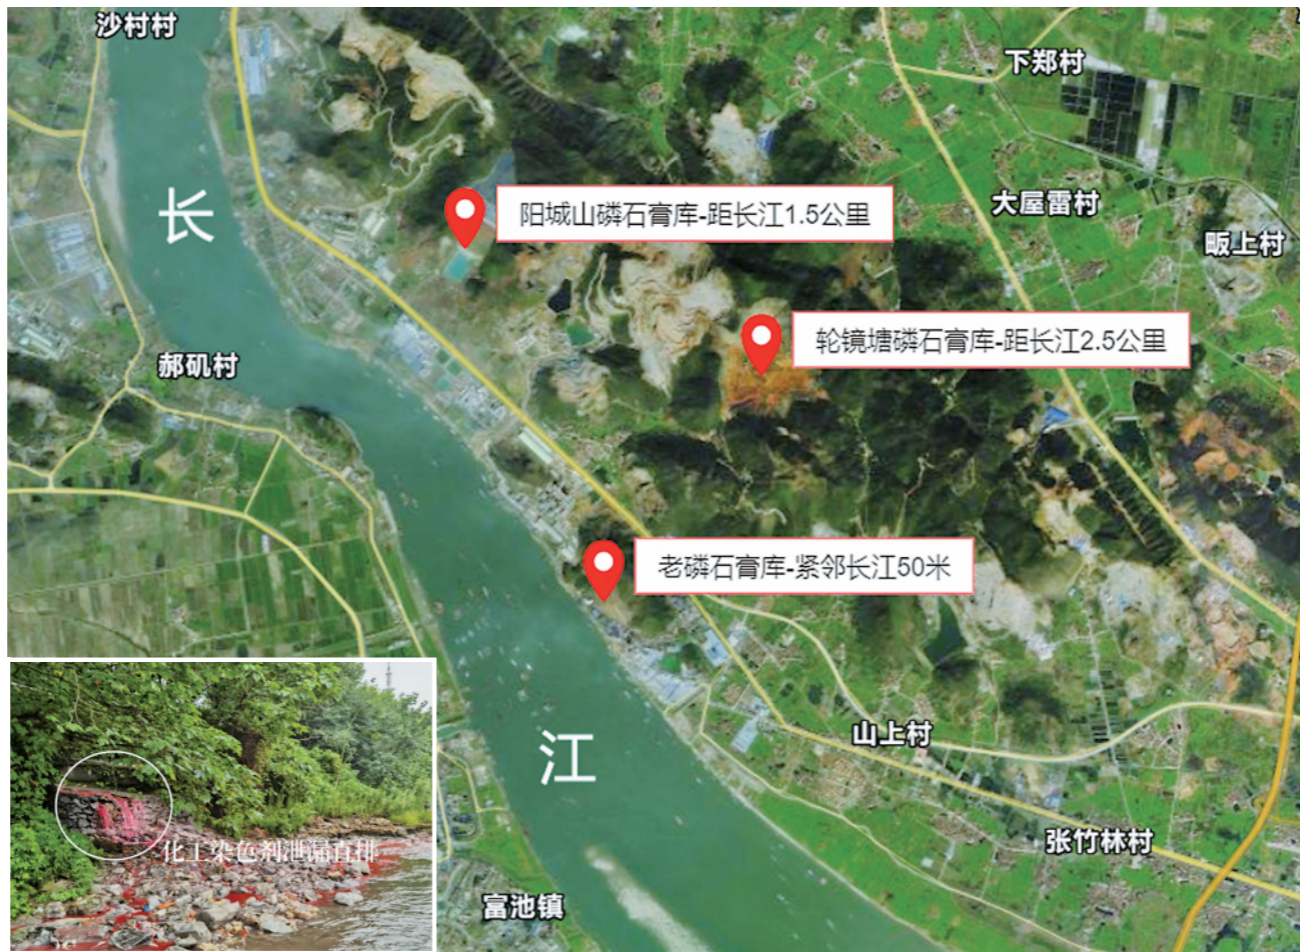 沙村村
下郑村
长
阳城山磷石膏库-距长江1.5公里
大屋雷村
畈上村
轮镜塘磷石膏库-距长江2.5公里
郝矶村
老磷石膏库-紧邻长江50米
江
山上村
张竹林村
化工染色剂泄漏直排
富池镇